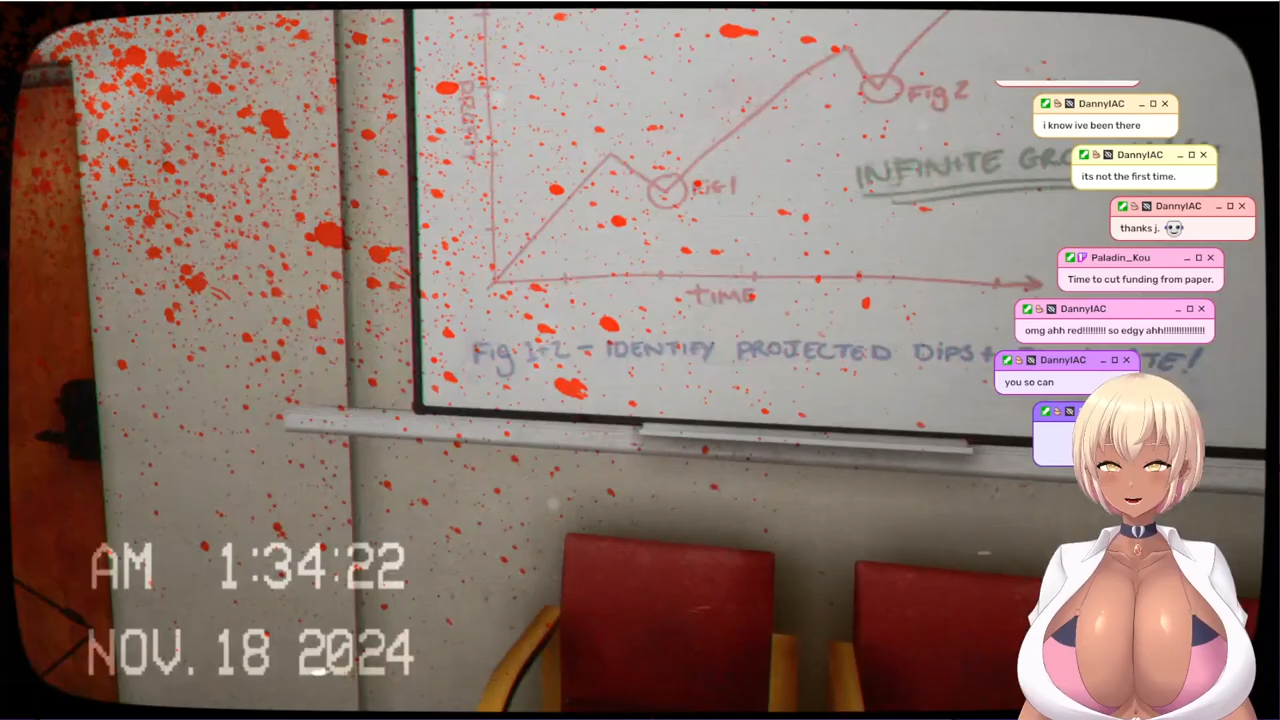 PROFIT
Fig 2
INFINITE
Fig 1
TIME
Fig 1+2 - IDENTIFY PROJECTED DIPS+
AM 1:34:22
NOV. 18 2024
DannyIAC
i know ive been there
DannyIAC
its not the first time.
DannyIAC
thanks j.
Paladin_Kou
Time to cut funding from paper.
DannyIAC
omg ahh red!!!!!!!!! so edgy ahh!!!!!!!!!!!!!!!!!
DannyIAC
you so can